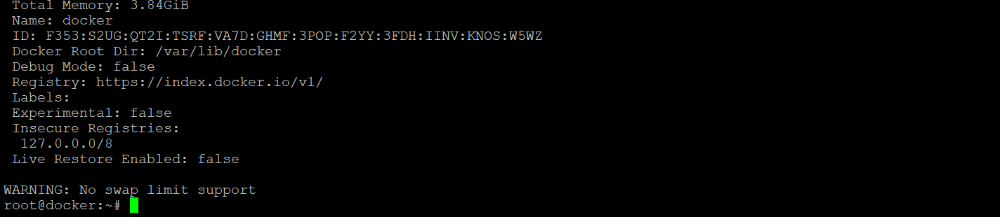 Total Memory: 3.84GiB
Name: docker
ID: F353:S2UG:QT2I:TSRF:VA7D:GHMF:3POP:F2YY:3FDH:IINV:KNOS:W5WZ
Docker Root Dir: /var/lib/docker
Debug Mode: false
Registry: https://index.docker.io/v1/
Labels:
Experimental: false
Insecure Registries:
127.0.0.0/8
Live Restore Enabled: false
WARNING: No swap limit support
root@docker:~#